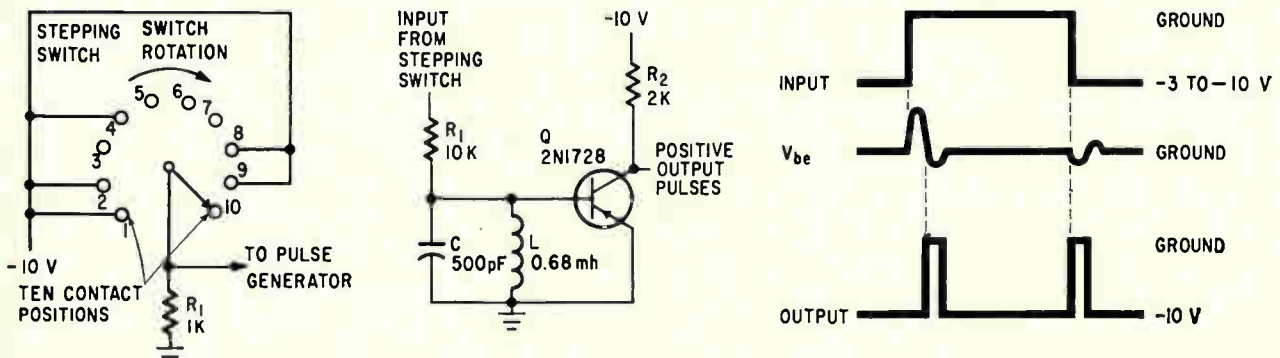 STEPPING
SWITCH
SWITCH
ROTATION
5
6
7
4
8
3
9
2
10
1
-10 V
TEN CONTACT
POSITIONS
R1
1K
TO PULSE
GENERATOR
INPUT
FROM
STEPPING
SWITCH
-10 V
R2
2K
R1
10K
Q
2N1728
POSITIVE
OUTPUT
PULSES
C
500pF
L
0.68mh
GROUND
INPUT
-3 TO -10 V
Vbe
GROUND
GROUND
OUTPUT
-10 V